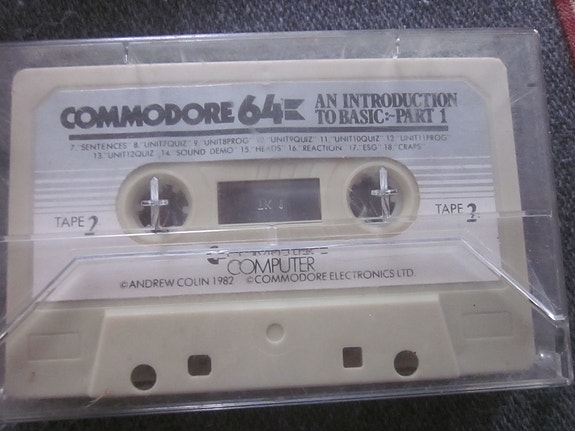 COMMODORE 64 AN INTRODUCTION
TO BASIC:-PART 1
7. "SENTENCES" 8. "UNIT7QUIZ" 9. "UNIT8PROG" 10. "UNIT9QUIZ" 11. "UNIT10QUIZ" 12. "UNIT11PROG"
13. "UNIT12QUIZ" 14. "SOUND DEMO" 15. "HEADS" 16. "REACTION" 17. "ESG" 18. "CRAPS"
TAPE 2
TAPE 2
COMPUTER
©ANDREW COLIN 1982 ©COMMODORE ELECTRONICS LTD.